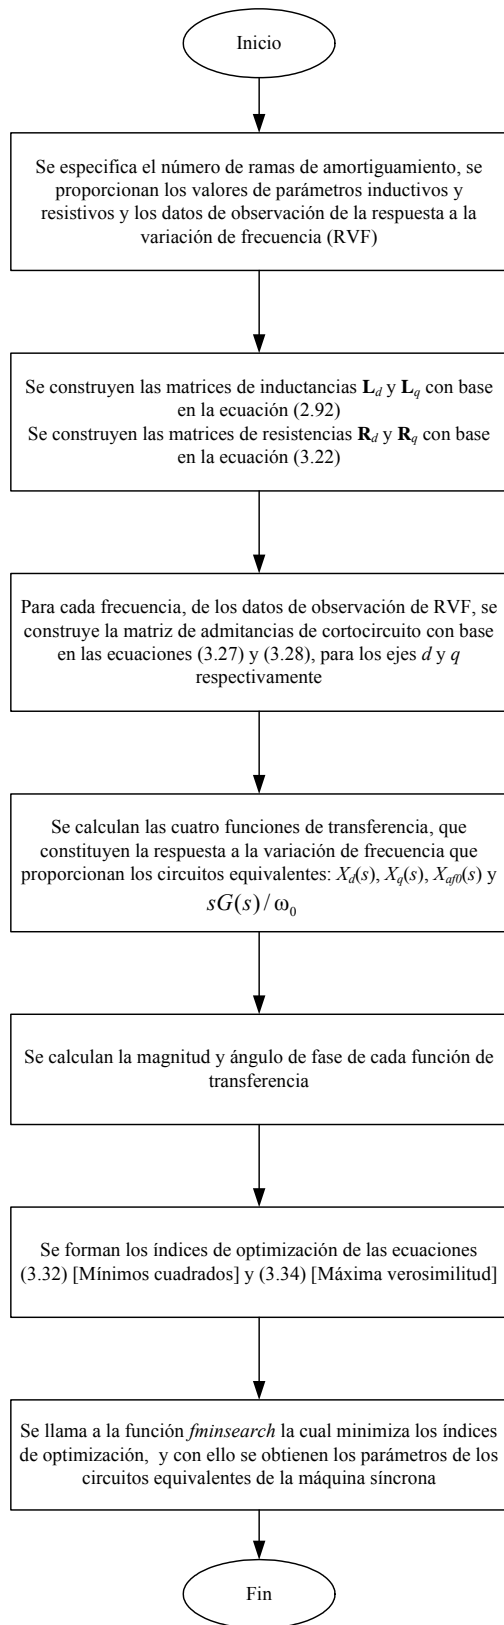 Inicio
Se especifica el número de ramas de amortiguamiento, se
proporcionan los valores de parámetros inductivos y
resistivos y los datos de observación de la respuesta a la
variación de frecuencia (RVF)
Se construyen las matrices de inductancias L_d y L_q con base
en la ecuación (2.92)
Se construyen las matrices de resistencias R_d y R_q con base
en la ecuación (3.22)
Para cada frecuencia, de los datos de observación de RVF, se
construye la matriz de admitancias de cortocircuito con base
en las ecuaciones (3.27) y (3.28), para los ejes d y q
respectivamente
Se calculan las cuatro funciones de transferencia, que
constituyen la respuesta a la variación de frecuencia que
proporcionan los circuitos equivalentes: X_d(s), X_q(s), X_af0(s) y
sG(s)/ω_0
Se calculan la magnitud y ángulo de fase de cada función de
transferencia
Se forman los índices de optimización de las ecuaciones
(3.32) [Mínimos cuadrados] y (3.34) [Máxima verosimilitud]
Se llama a la función fminsearch la cual minimiza los índices
de optimización, y con ello se obtienen los parámetros de los
circuitos equivalentes de la máquina síncrona
Fin